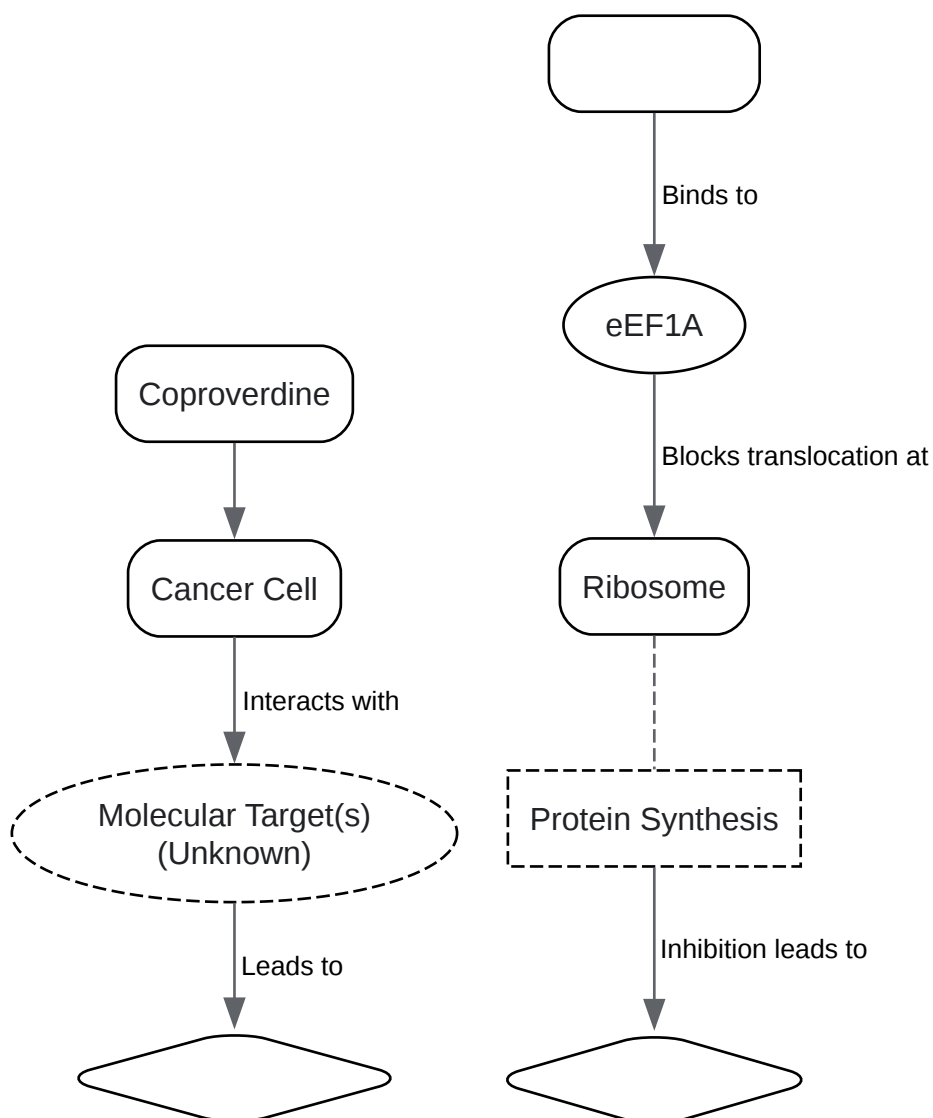 Coproverdine
Cancer Cell
Interacts with
Molecular Target(s)
(Unknown)
Leads to
Binds to
eEF1A
Blocks translocation at
Ribosome
Protein Synthesis
Inhibition leads to